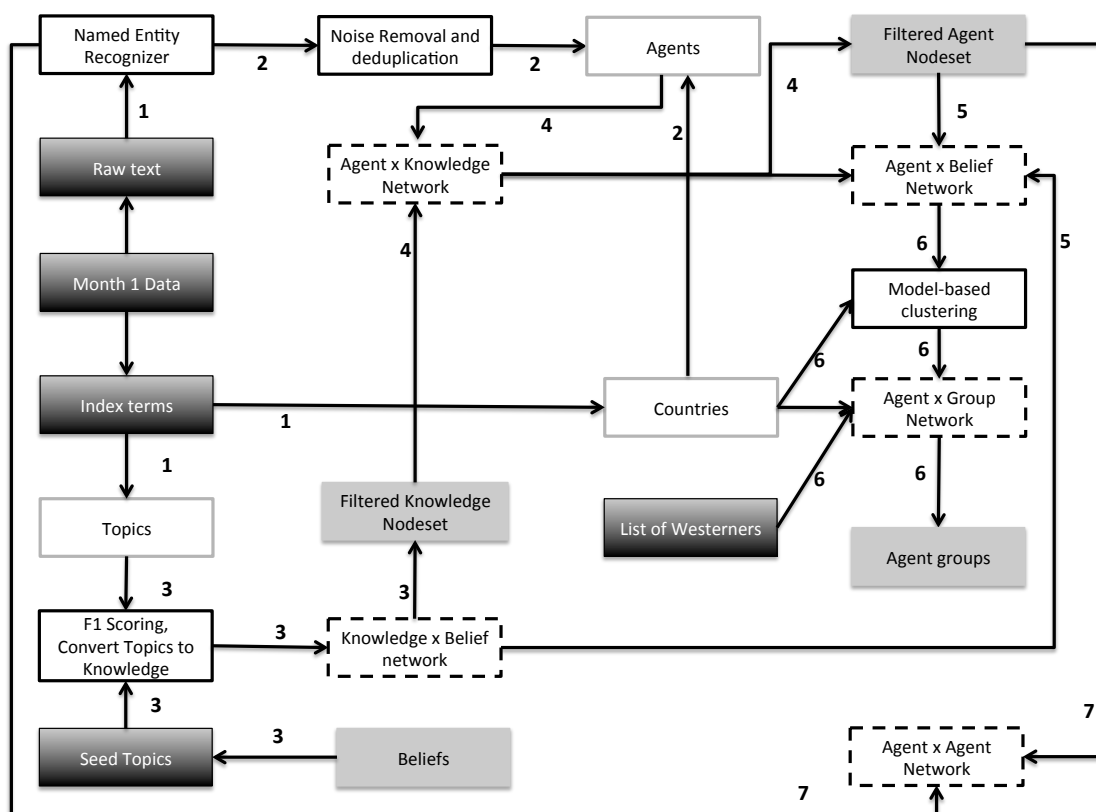 Named Entity
Recognizer
2
Noise Removal and
deduplication
2
Agents
Filtered Agent
Nodeset
4
1
4
2
5
Raw text
Agent x Knowledge
Network
Agent x Belief
Network
4
6
5
Month 1 Data
Model-based
clustering
6
6
Index terms
1
Countries
Agent x Group
Network
1
6
6
Filtered Knowledge
Nodeset
List of Westerners
Topics
Agent groups
3
3
F1 Scoring,
Convert Topics to
Knowledge
3
Knowledge x Belief
network
3
3
Seed Topics
Beliefs
7
Agent x Agent
Network
7